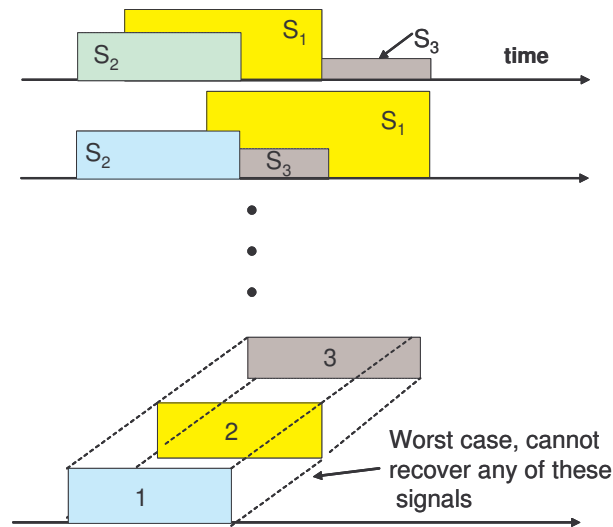 S₁
S₃
S₂
time
S₁
S₂
S₃
3
2
Worst case, cannot
recover any of these
signals
1